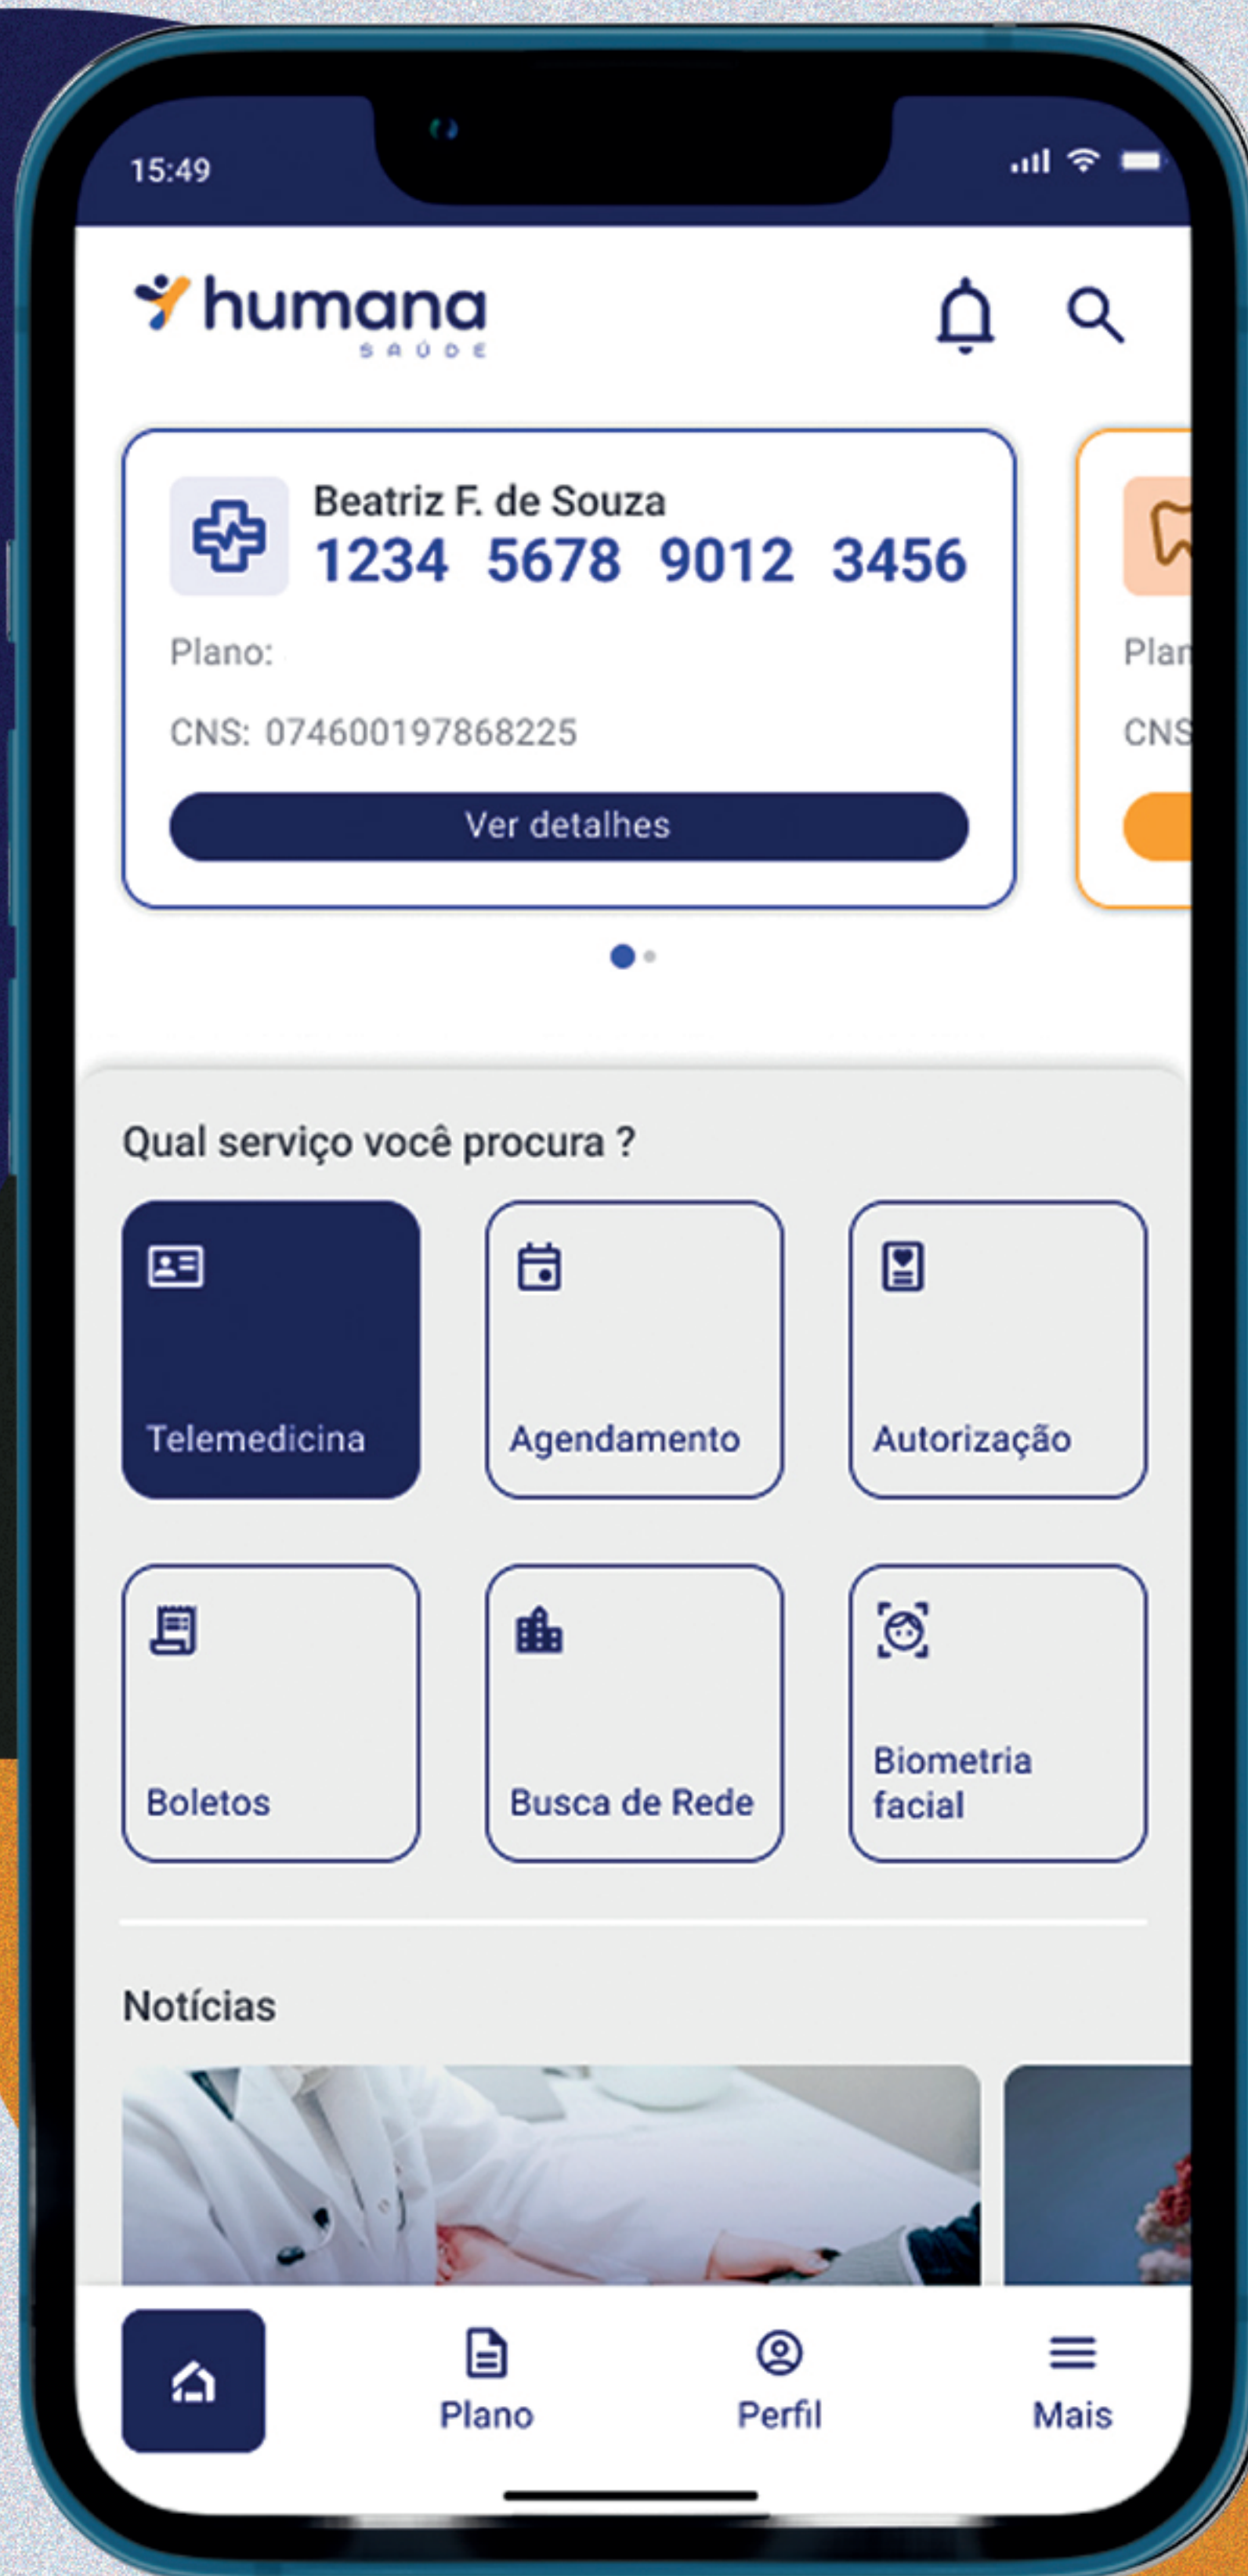 15:49
humana
SAÚDE
Beatriz F. de Souza
1234 5678 9012 3456
Plano:
CNS: 074600197868225
Ver detalhes
Plan
CNS
Qual serviço você procura ?
Telemedicina
Agendamento
Autorização
Boletos
Busca de Rede
Biometria
facial
Notícias
Plano
Perfil
Mais